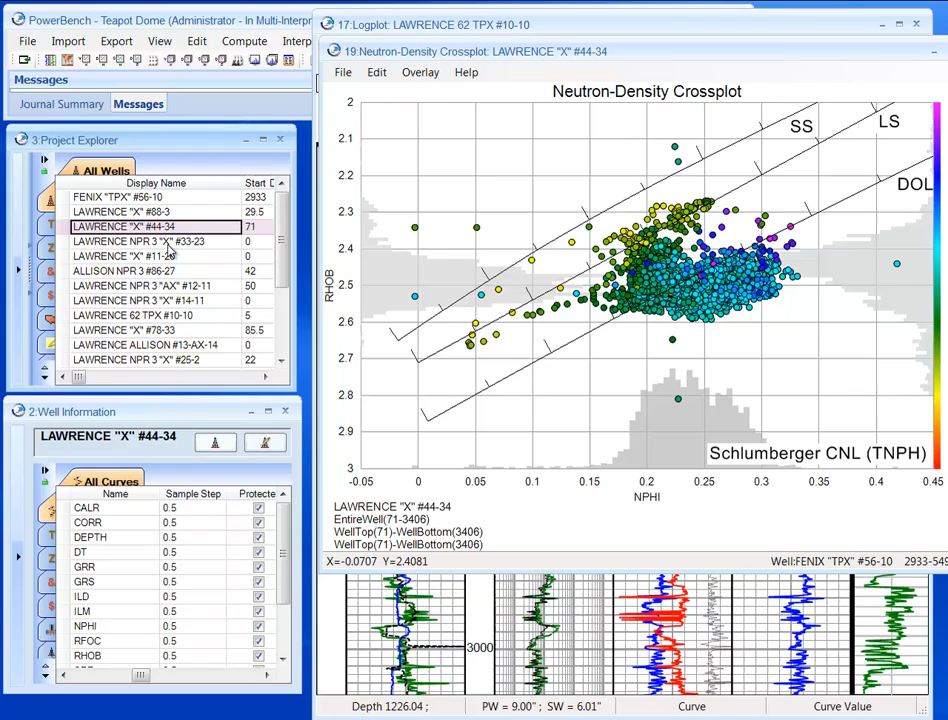 PowerBench - Teapot Dome (Administrator - In Multi-Interpr
File Import Export View Edit Compute Interp
Messages
Journal Summary Messages
3:Project Explorer
All Wells
Display Name Start D
FENIX "TPX" #56-10 2933
LAWRENCE "X" #88-3 29.5
LAWRENCE "X" #44-34 71
LAWRENCE NPR 3 "X" #33-23 0
LAWRENCE "X" 0
ALLISON NPR 3 #86-27 42
LAWRENCE NPR 3 "AX" #12-11 50
LAWRENCE NPR 3 "X" #14-11 0
LAWRENCE 62 TPX #10-10 5
LAWRENCE "X" #78-33 85.5
LAWRENCE ALLISON #13-AX-14 0
LAWRENCE NPR 3 "X" #25-2 22
2:Well Information
LAWRENCE "X" #44-34
All Curves
Name Sample Step Protecte
CALR 0.5
CORR 0.5
DEPTH 0.5
DT 0.5
GRR 0.5
GRS 0.5
ILD 0.5
ILM 0.5
NPHI 0.5
RFOC 0.5
RHOB 0.5
17:Logplot: LAWRENCE 62 TPX #10-10
19:Neutron-Density Crossplot: LAWRENCE "X" #44-34
File Edit Overlay Help
Neutron-Density Crossplot
2
2.1
2.2
2.3
2.4
2.5
2.6
2.7
2.8
2.9
3
RHOB
SS
LS
DOL
Schlumberger CNL (TNPH)
-0.05 0 0.05 0.1 0.15 0.2 0.25 0.3 0.35 0.4 0.45
NPHI
LAWRENCE "X" #44-34
EntireWell(71-3406)
WellTop(71)-WellBottom(3406)
WellTop(71)-WellBottom(3406)
X=-0.0707 Y=2.4081 Well:FENIX "TPX" #56-10 2933-549
3000
Depth 1226.04 ; PW = 9.00" ; SW = 6.01" Curve Curve Value